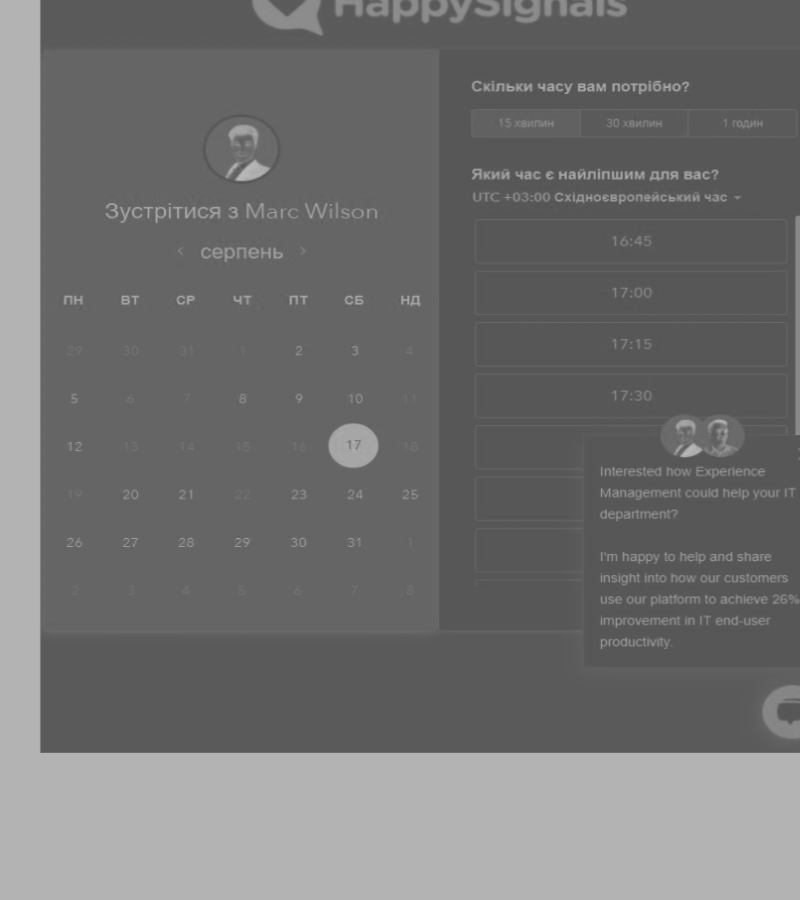 HappySignals
Зустрітися з Marc Wilson
серпень
ПН ВТ СР ЧТ ПТ СБ НД
29 30 31 1 2 3 4
5 6 7 8 9 10 11
12 13 14 15 16 17 18
19 20 21 22 23 24 25
26 27 28 29 30 31 1
2 3 4 5 6 7 8
Скільки часу вам потрібно?
15 хвилин 30 хвилин 1 годин
Який час є найліпшим для вас?
UTC +03:00 Східноєвропейський час
16:45
17:00
17:15
17:30
Interested how Experience
Management could help your IT
department?
I'm happy to help and share
insight into how our customers
use our platform to achieve 26%
improvement in IT end-user
productivity.